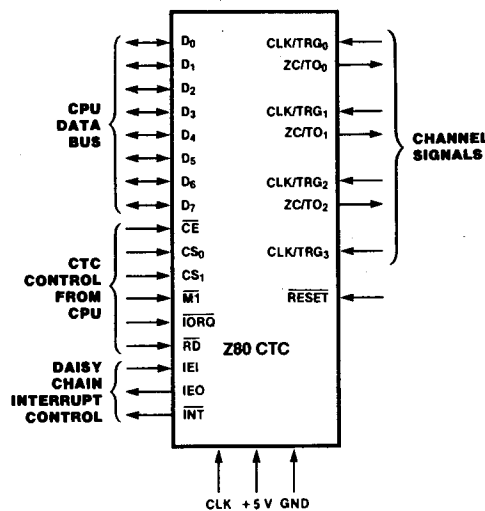 CPU
DATA
BUS
D0
D1
D2
D3
D4
D5
D6
D7
CTC
CONTROL
FROM
CPU
CE
CS0
CS1
M1
IORQ
RD
DAISY
CHAIN
INTERRUPT
CONTROL
IEI
IEO
INT
CLK/TRG0
ZC/TO0
CLK/TRG1
ZC/TO1
CLK/TRG2
ZC/TO2
CLK/TRG3
RESET
CHANNEL
SIGNALS
Z80 CTC
CLK +5 V GND